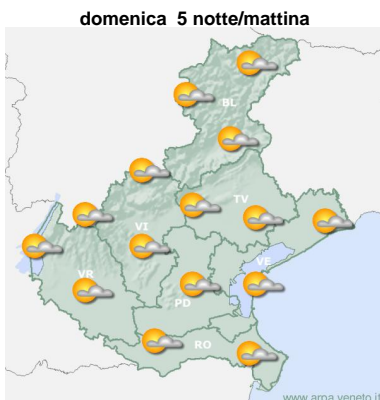 domenica 5 notte/mattina
BL
TV
VI
VE
VR
PD
RO
www.arpa.veneto.it